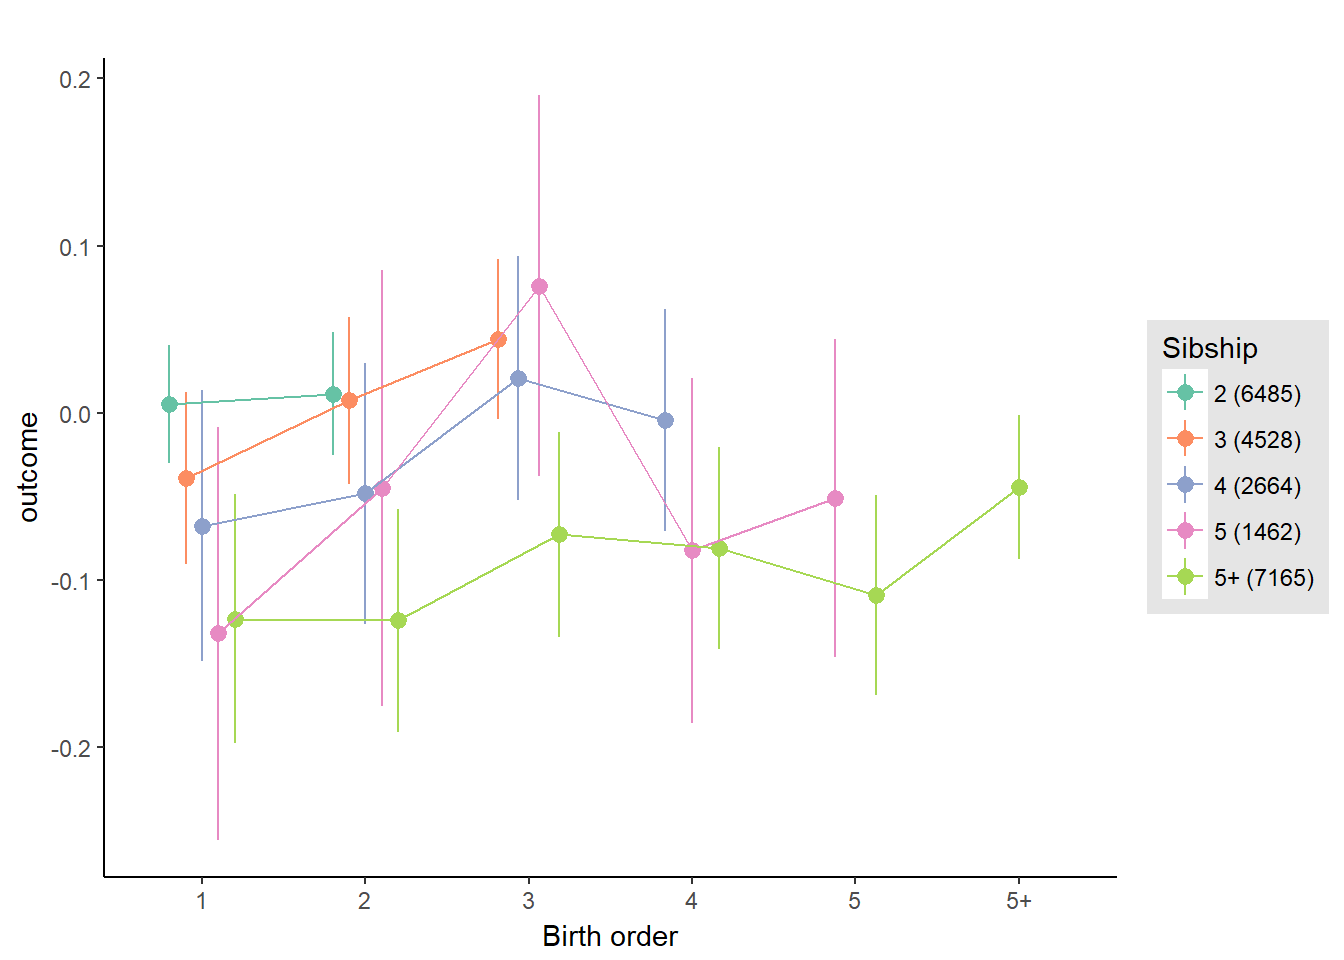 0.2
0.1
0.0
-0.1
-0.2
outcome
1 2 3 4 5 5+
Birth order
Sibship
2 (6485)
3 (4528)
4 (2664)
5 (1462)
5+ (7165)